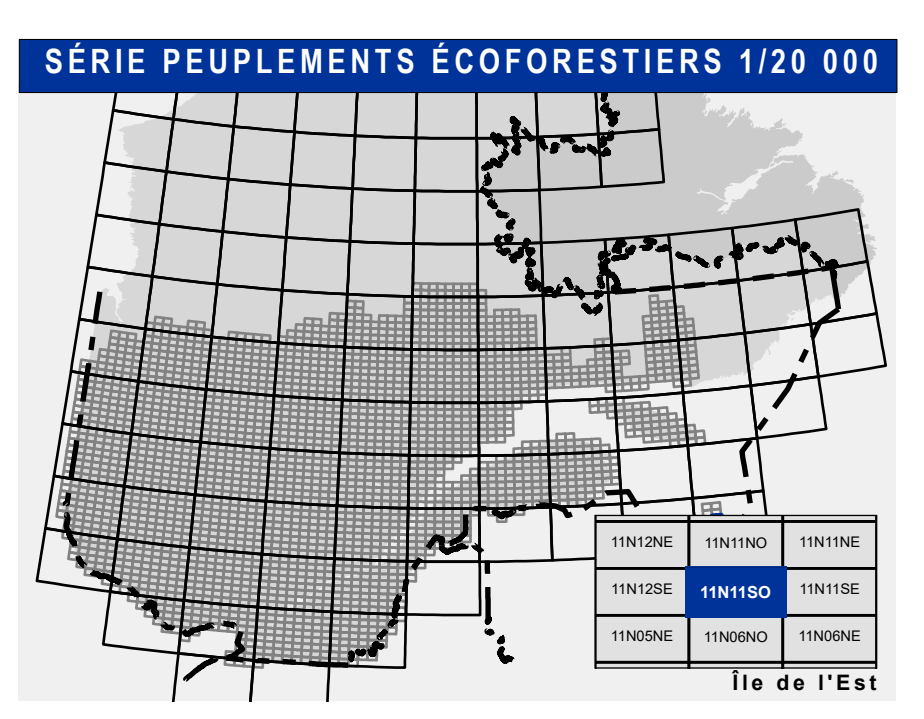 SÉRIE PEUPLEMENTS ÉCOFORESTIERS 1/20 000
11N12NE 11N11NO 11N11NE
11N12SE 11N11SO 11N11SE
11N05NE 11N06NO 11N06NE
Île de l'Est